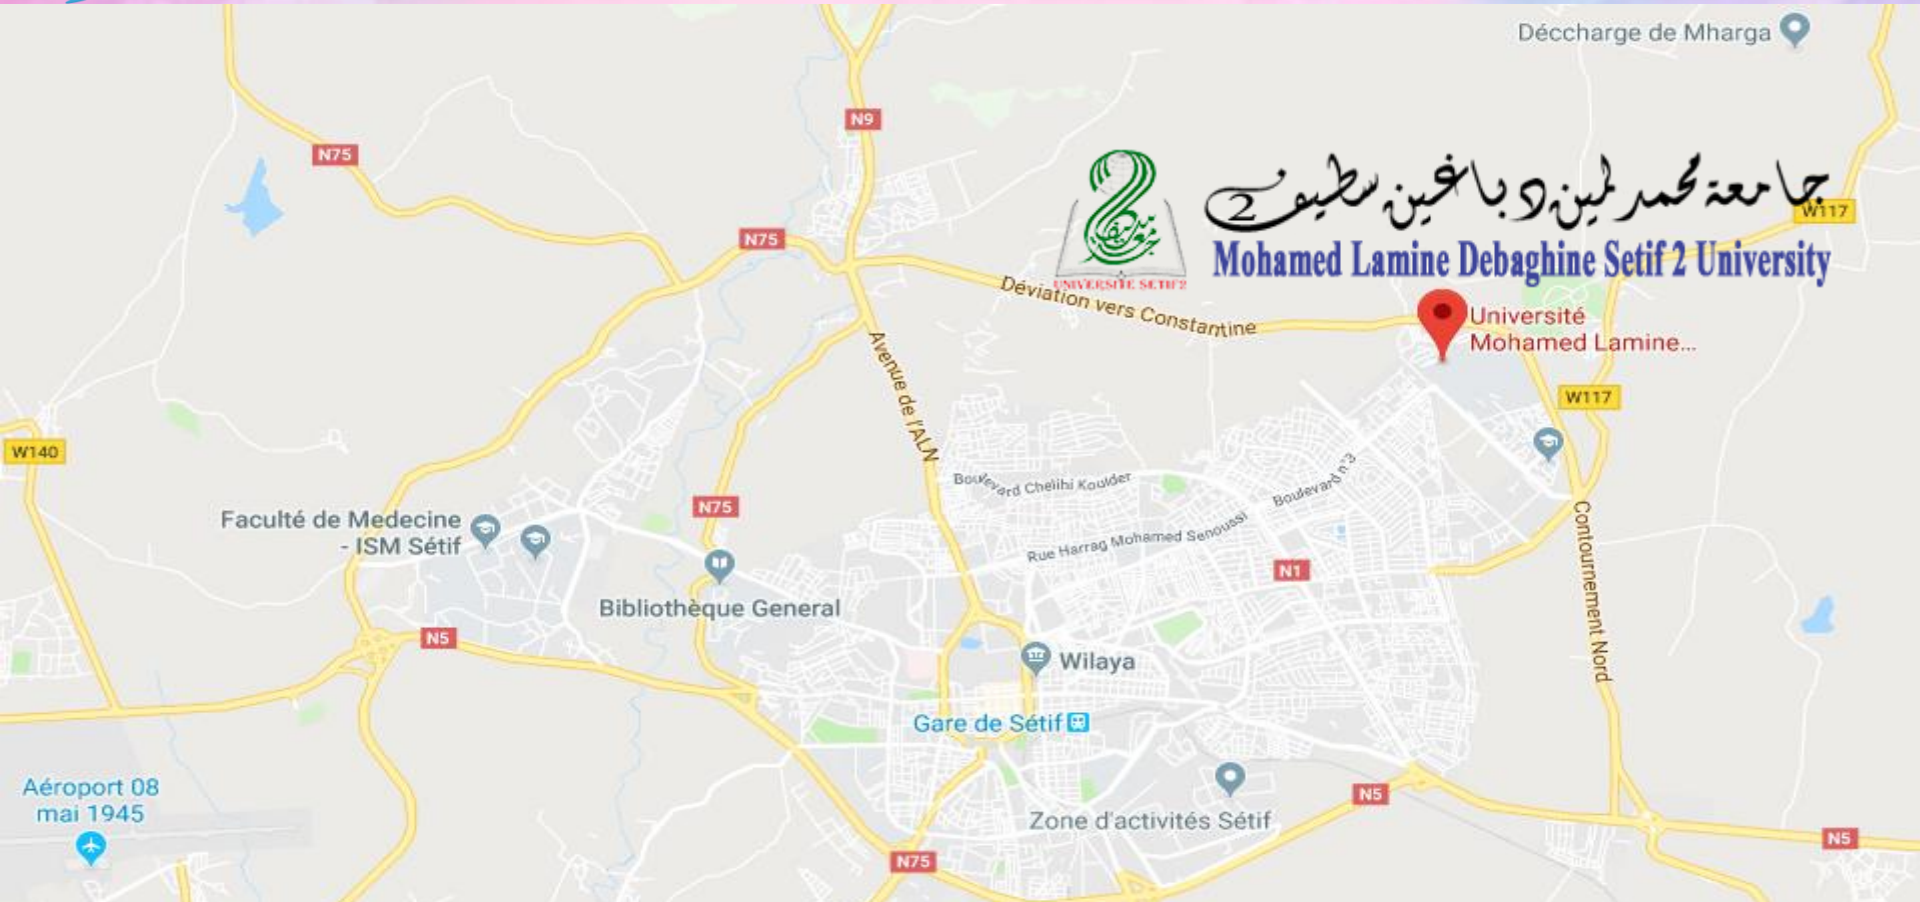 Déccharge de Mharga
N9
N75
جامعة محمد لمين دباغين سطيف 2
W117
N75
Mohamed Lamine Debaghine Setif 2 University
UNIVERSITE SETIF2
Déviation vers Constantine
Université
Mohamed Lamine...
Avenue de l'ALN
W117
W140
Boulevard n°3
Boulevard Chelihi Kouider
N75
Faculté de Medecine
- ISM Sétif
Rue Harrag Mohamed Senoussi
Contournement Nord
N1
Bibliothèque General
N5
Wilaya
Gare de Sétif
Aéroport 08
mai 1945
N5
Zone d'activités Sétif
N5
N75